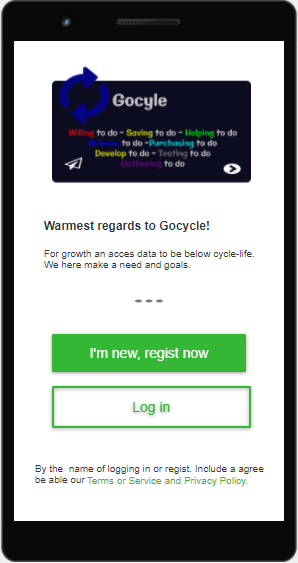 Gocyle
Willing to do - Saving to do - Helping to do
to do -Purchasing to do
Develop to do - Testing to do
Gathering to do
Warmest regards to Gocycle!
For growth an acces data to be below cycle-life.
We here make a need and goals.
I'm new, regist now
Log in
By the name of logging in or regist. Include a agree
be able our Terms or Service and Privacy Policy.